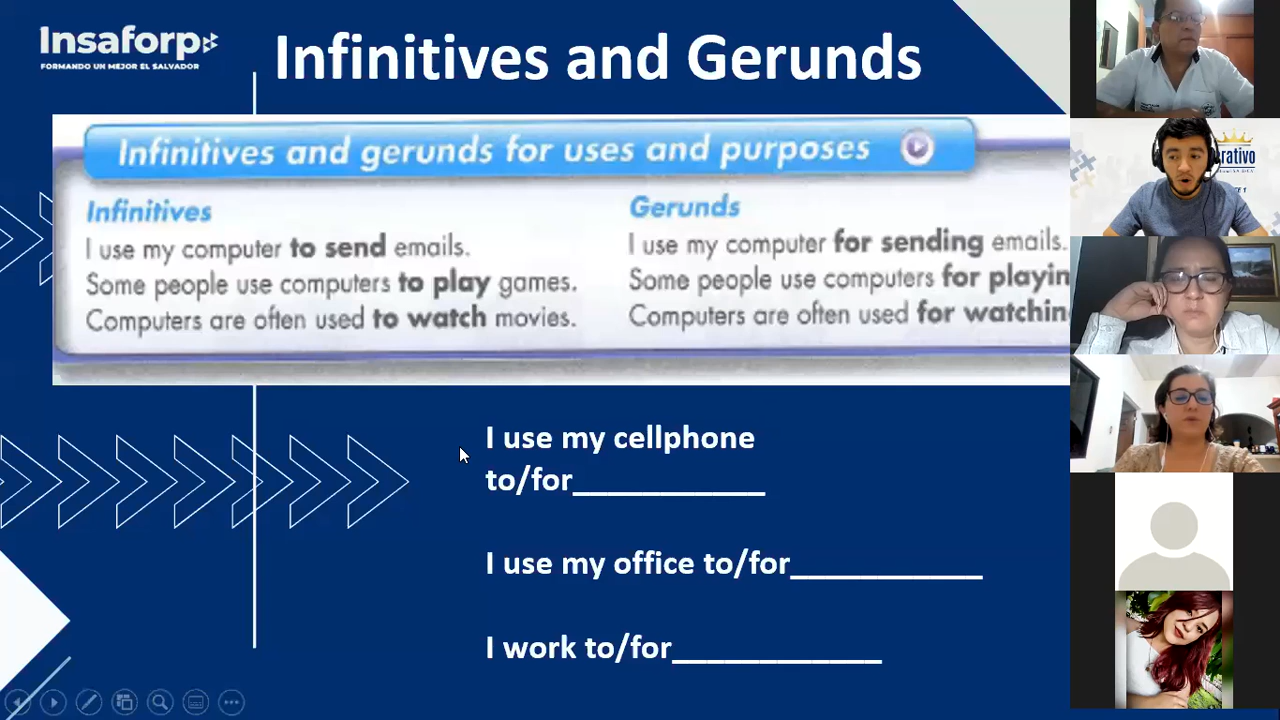 Insaforp
FORMANDO UN MEJOR EL SALVADOR
Infinitives and Gerunds
Infinitives and gerunds for uses and purposes
Infinitives
I use my computer to send emails.
Some people use computers to play games.
Computers are often used to watch movies.
Gerunds
I use my computer for sending emails.
Some people use computers for playin
Computers are often used for watchin
I use my cellphone
to/for___________
I use my office to/for___________
I work to/for____________
rativo